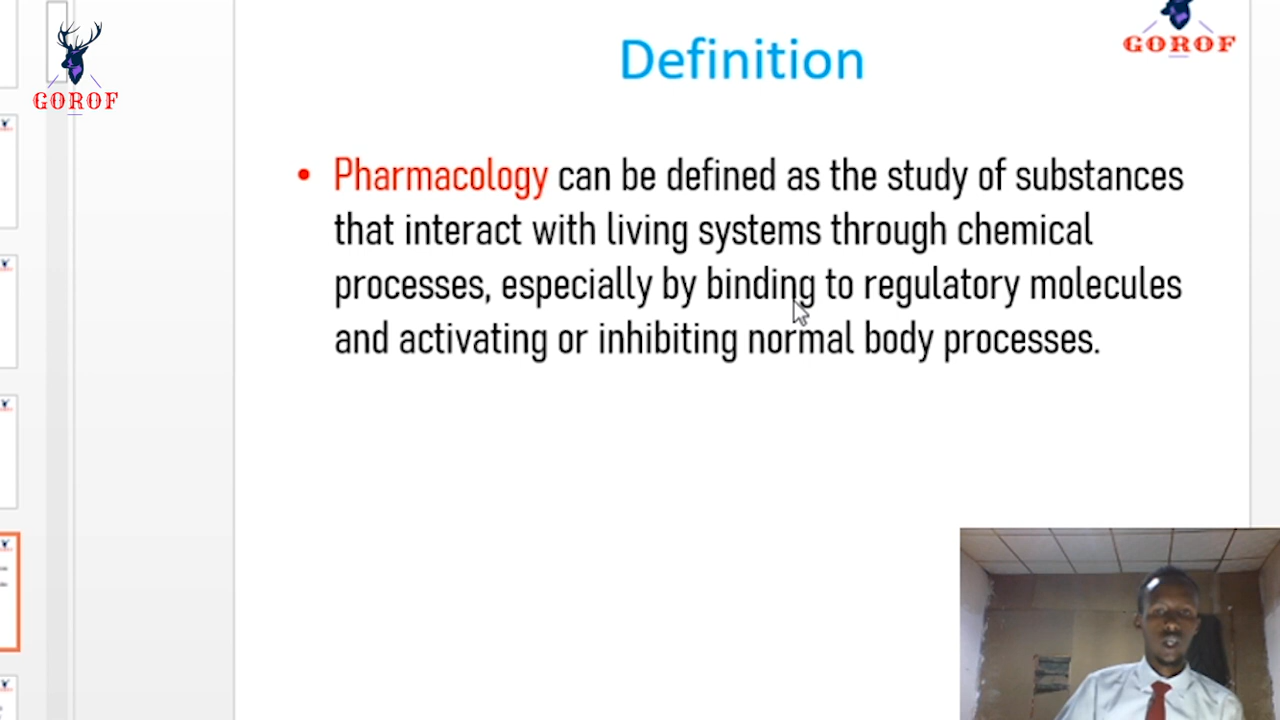 Definition
GOROF
GOROF
Pharmacology can be defined as the study of substances
that interact with living systems through chemical
processes, especially by binding to regulatory molecules
and activating or inhibiting normal body processes.